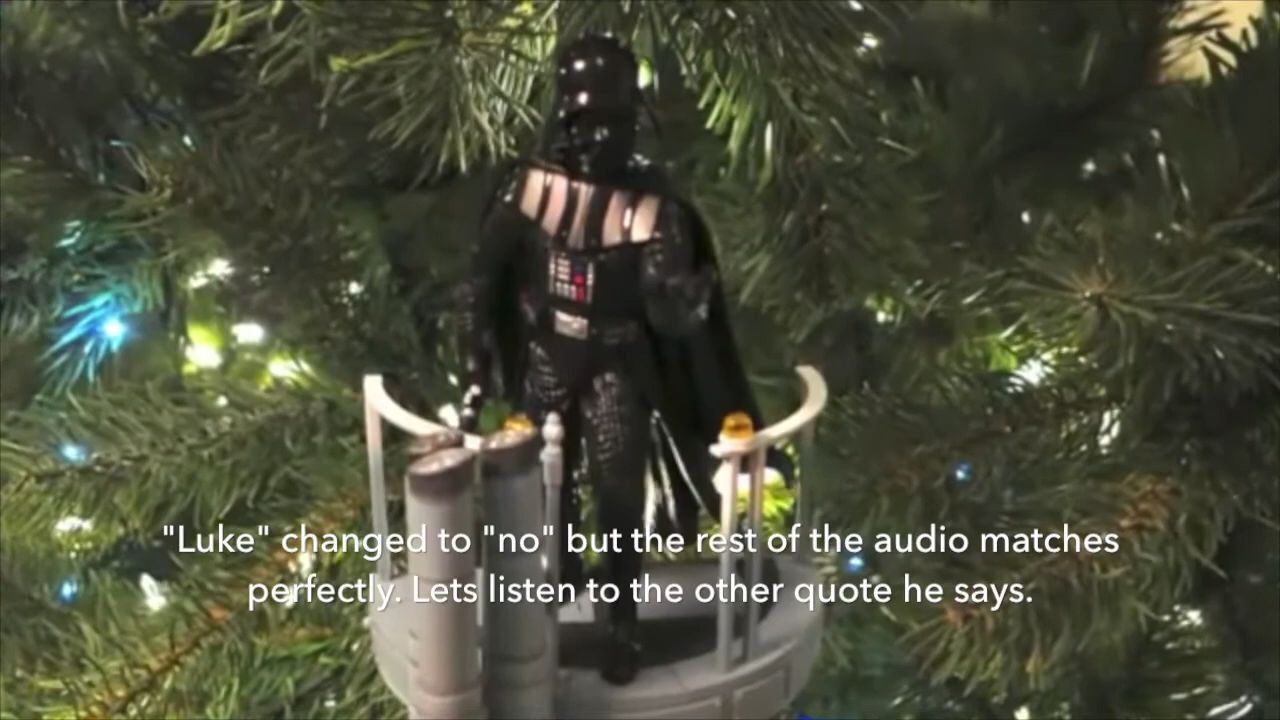 "Luke" changed to "no" but the rest of the audio matches
perfectly. Lets listen to the other quote he says.